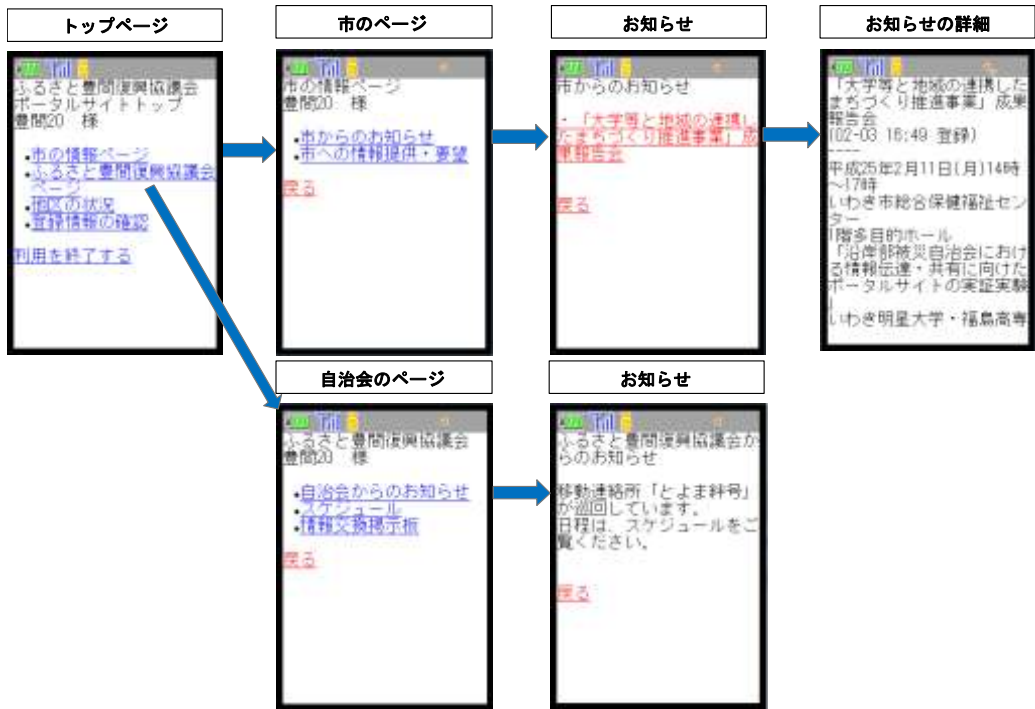 トップページ
ふるさと豊間復興協議会
ポータルサイトトップ
豊間20　様
・市の情報ページ
・ふるさと豊間復興協議会
ページ
・地区の状況
・登録情報の確認
利用を終了する
市のページ
市の情報ページ
豊間20　様
・市からのお知らせ
・市への情報提供・要望
戻る
お知らせ
市からのお知らせ
・「大学等と地域の連携し
たまちづくり推進事業」成
果報告会
戻る
お知らせの詳細
「大学等と地域の連携した
まちづくり推進事業」成果
報告会
(02-03 16:49 登録)
----
平成25年2月11日(月)14時
～17時
いわき市総合保健福祉セン
ター
1階多目的ホール
「沿岸部被災自治会におけ
る情報伝達・共有に向けた
ポータルサイトの実証実験
」
いわき明星大学・福島高専
自治会のページ
ふるさと豊間復興協議会
豊間20　様
・自治会からのお知らせ
・スケジュール
・情報交換掲示板
戻る
お知らせ
ふるさと豊間復興協議会か
らのお知らせ
移動連絡所「とよま絆号」
が巡回しています。
日程は、スケジュールをご
覧ください。
戻る